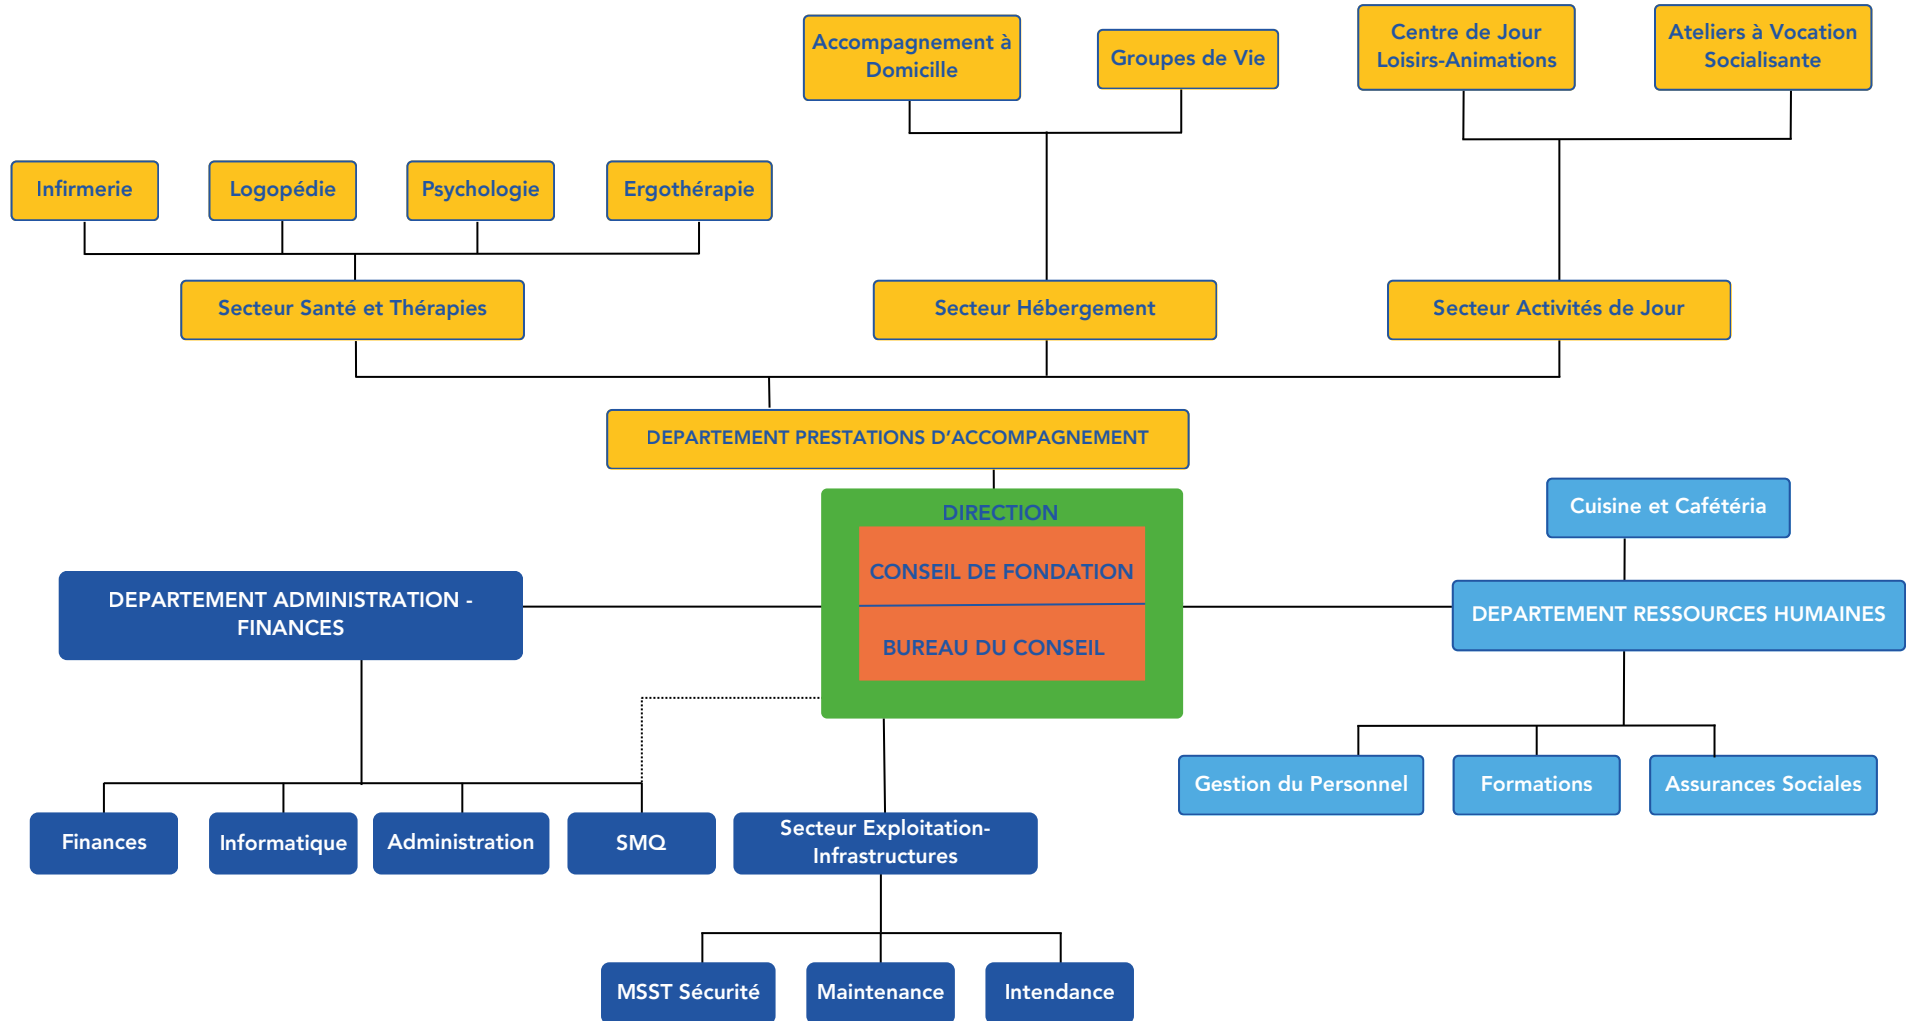 Accompagnement à
Domicille
Groupes de Vie
Centre de Jour
Loisirs-Animations
Ateliers à Vocation
Socialisante
Infirmerie
Logopédie
Psychologie
Ergothérapie
Secteur Santé et Thérapies
Secteur Hébergement
Secteur Activités de Jour
DEPARTEMENT PRESTATIONS D'ACCOMPAGNEMENT
DIRECTION
CONSEIL DE FONDATION
BUREAU DU CONSEIL
Cuisine et Cafétéria
DEPARTEMENT ADMINISTRATION -
FINANCES
DEPARTEMENT RESSOURCES HUMAINES
Gestion du Personnel
Formations
Assurances Sociales
Finances
Informatique
Administration
SMQ
Secteur Exploitation-
Infrastructures
MSST Sécurité
Maintenance
Intendance